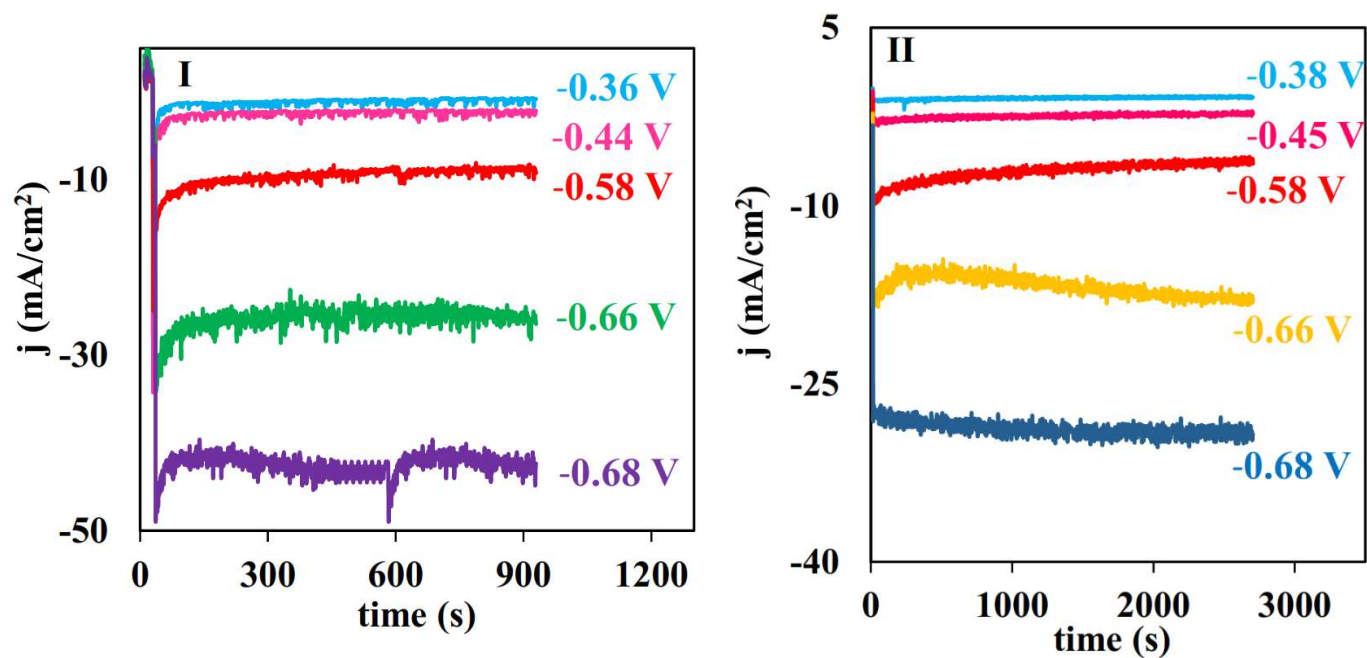 I
-0.36 V
-0.44 V
-10
-0.58 V
j (mA/cm²)
-0.66 V
-30
-0.68 V
-50
0 300 600 900 1200
time (s)
5
II
-0.38 V
-0.45 V
-10
-0.58 V
j (mA/cm²)
-0.66 V
-25
-0.68 V
-40
0 1000 2000 3000
time (s)